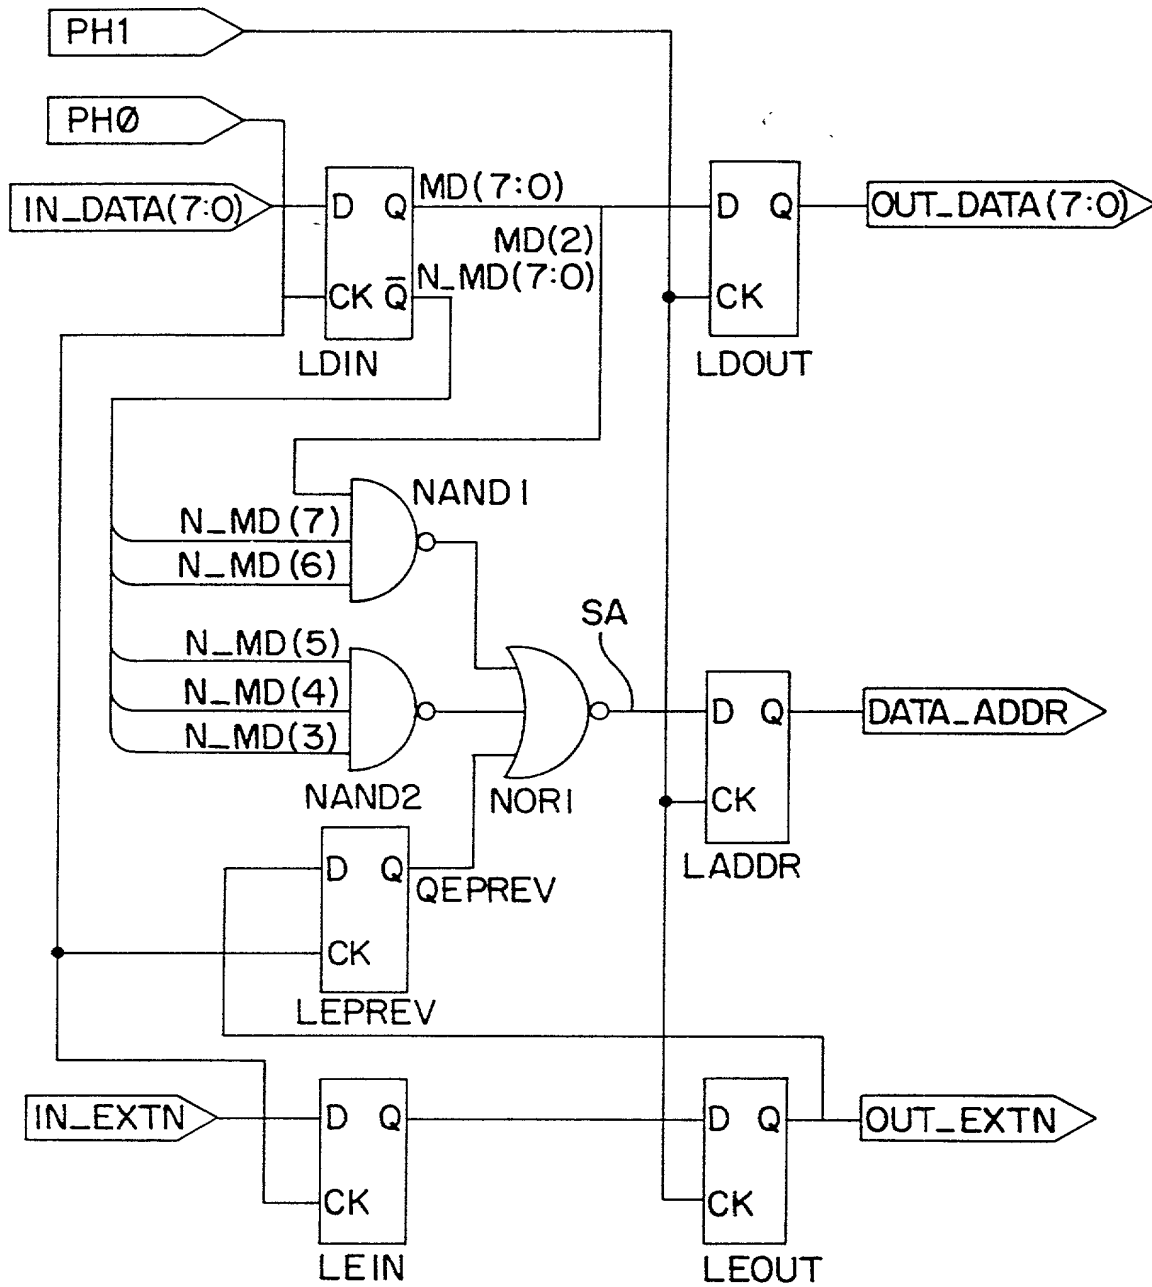 PH1
PHØ
IN_DATA(7:0)
D Q
MD(7:0)
D Q
OUT_DATA(7:0)
MD(2)
CK Q̅
N_MD(7:0)
CK
LDIN
LDOUT
NAND1
N_MD(7)
N_MD(6)
SA
N_MD(5)
N_MD(4)
N_MD(3)
D Q
DATA_ADDR
NAND2
NOR1
CK
LADDR
D Q
QEPREV
CK
LEPREV
IN_EXTN
D Q
D Q
OUT_EXTN
CK
CK
LEIN
LEOUT